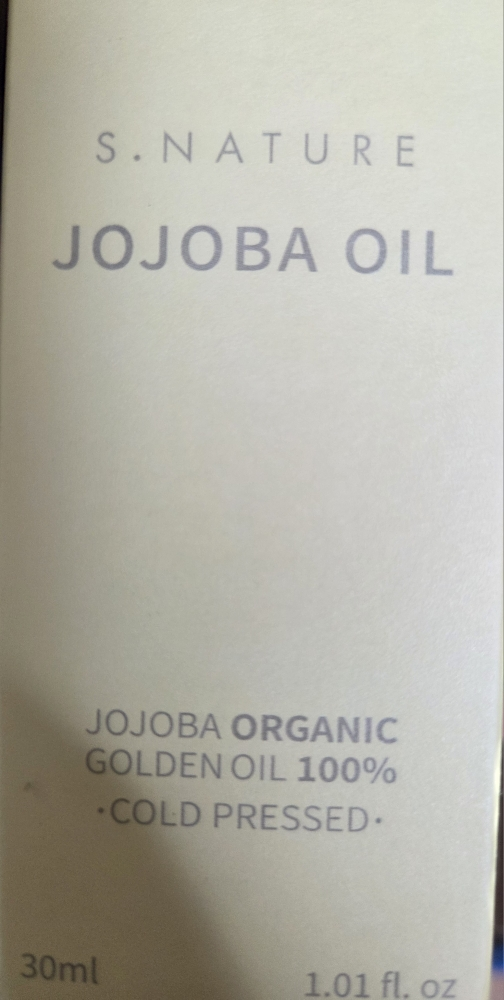 S.NATURE
JOJOBA OIL
JOJOBA ORGANIC
GOLDEN OIL 100%
·COLD PRESSED·
30ml
1.01 fl. oz